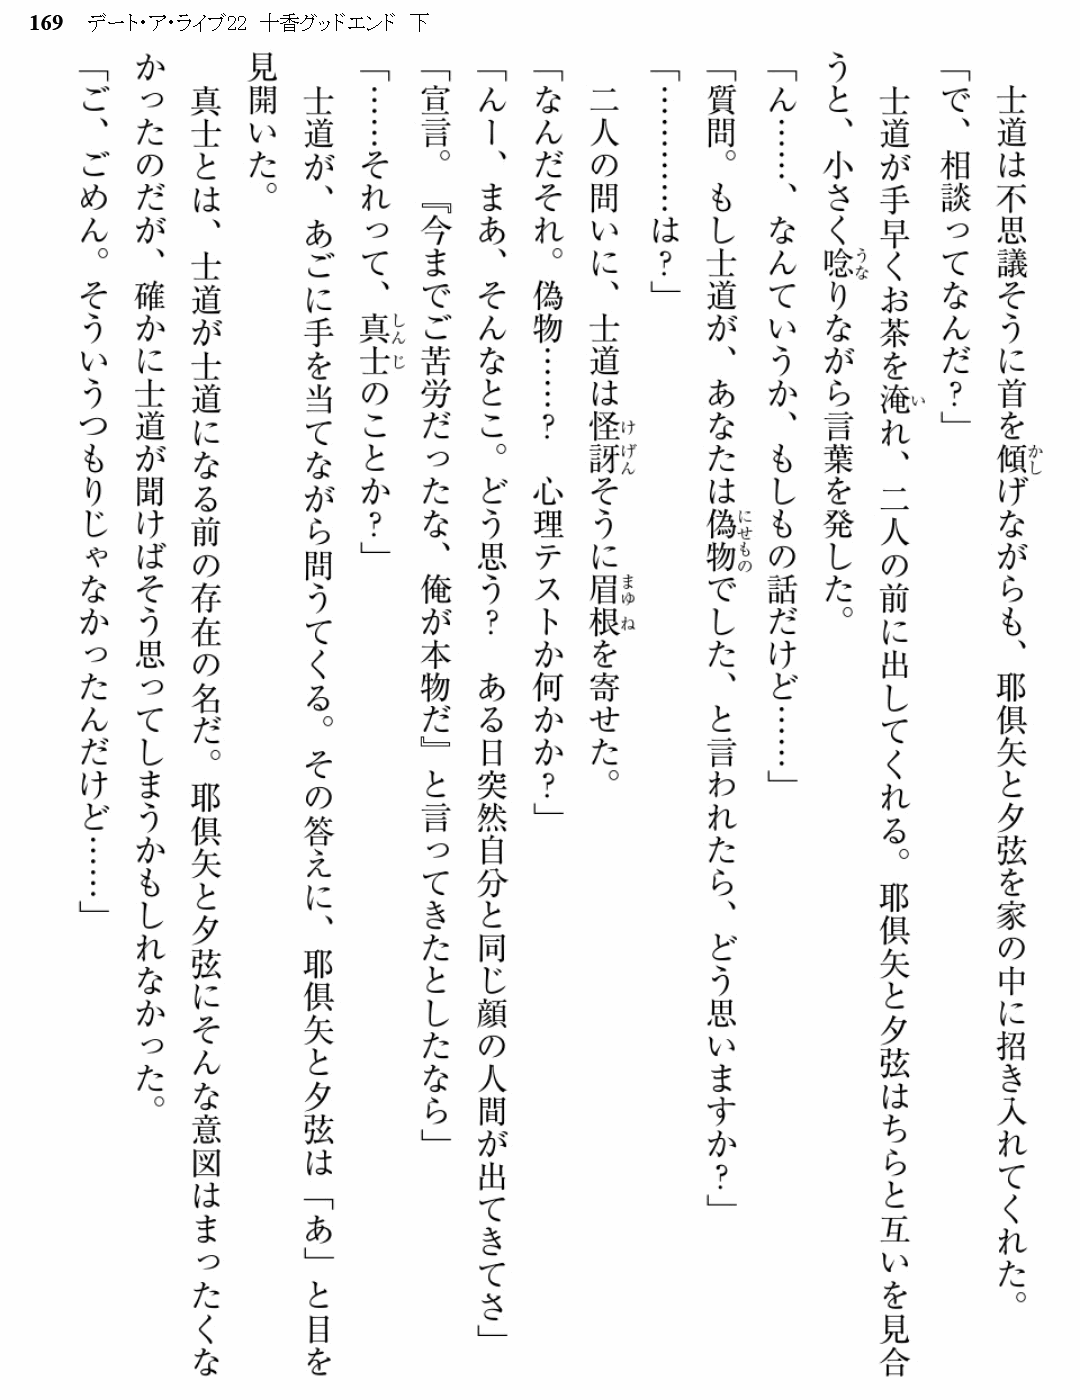 169 デート・ア・ライブ22 十香グッドエンド 下
士道は不思議そうに首を傾げながらも、耶倶矢と夕弦を家の中に招き入れてくれた。
「で、相談ってなんだ？」
士道が手早くお茶を淹れ、二人の前に出してくれる。耶倶矢と夕弦はちらと互いを見合
うと、小さく唸りながら言葉を発した。
「ん……、なんていうか、もしもの話だけど……」
「質問。もし士道が、あなたは偽物でした、と言われたら、どう思いますか？」
「…………は？」
二人の問いに、士道は怪訝そうに眉根を寄せた。
「なんだそれ。偽物……？　心理テストか何かか？」
「んー、まあ、そんなとこ。どう思う？　ある日突然自分と同じ顔の人間が出てきてさ」
「宣言。『今までご苦労だったな、俺が本物だ』と言ってきたとしたなら」
「……それって、真士のことか？」
士道が、あごに手を当てながら問うてくる。その答えに、耶倶矢と夕弦は「あ」と目を
見開いた。
真士とは、士道が士道になる前の存在の名だ。耶倶矢と夕弦にそんな意図はまったくな
かったのだが、確かに士道が聞けばそう思ってしまうかもしれなかった。
「ご、ごめん。そういうつもりじゃなかったんだけど……」